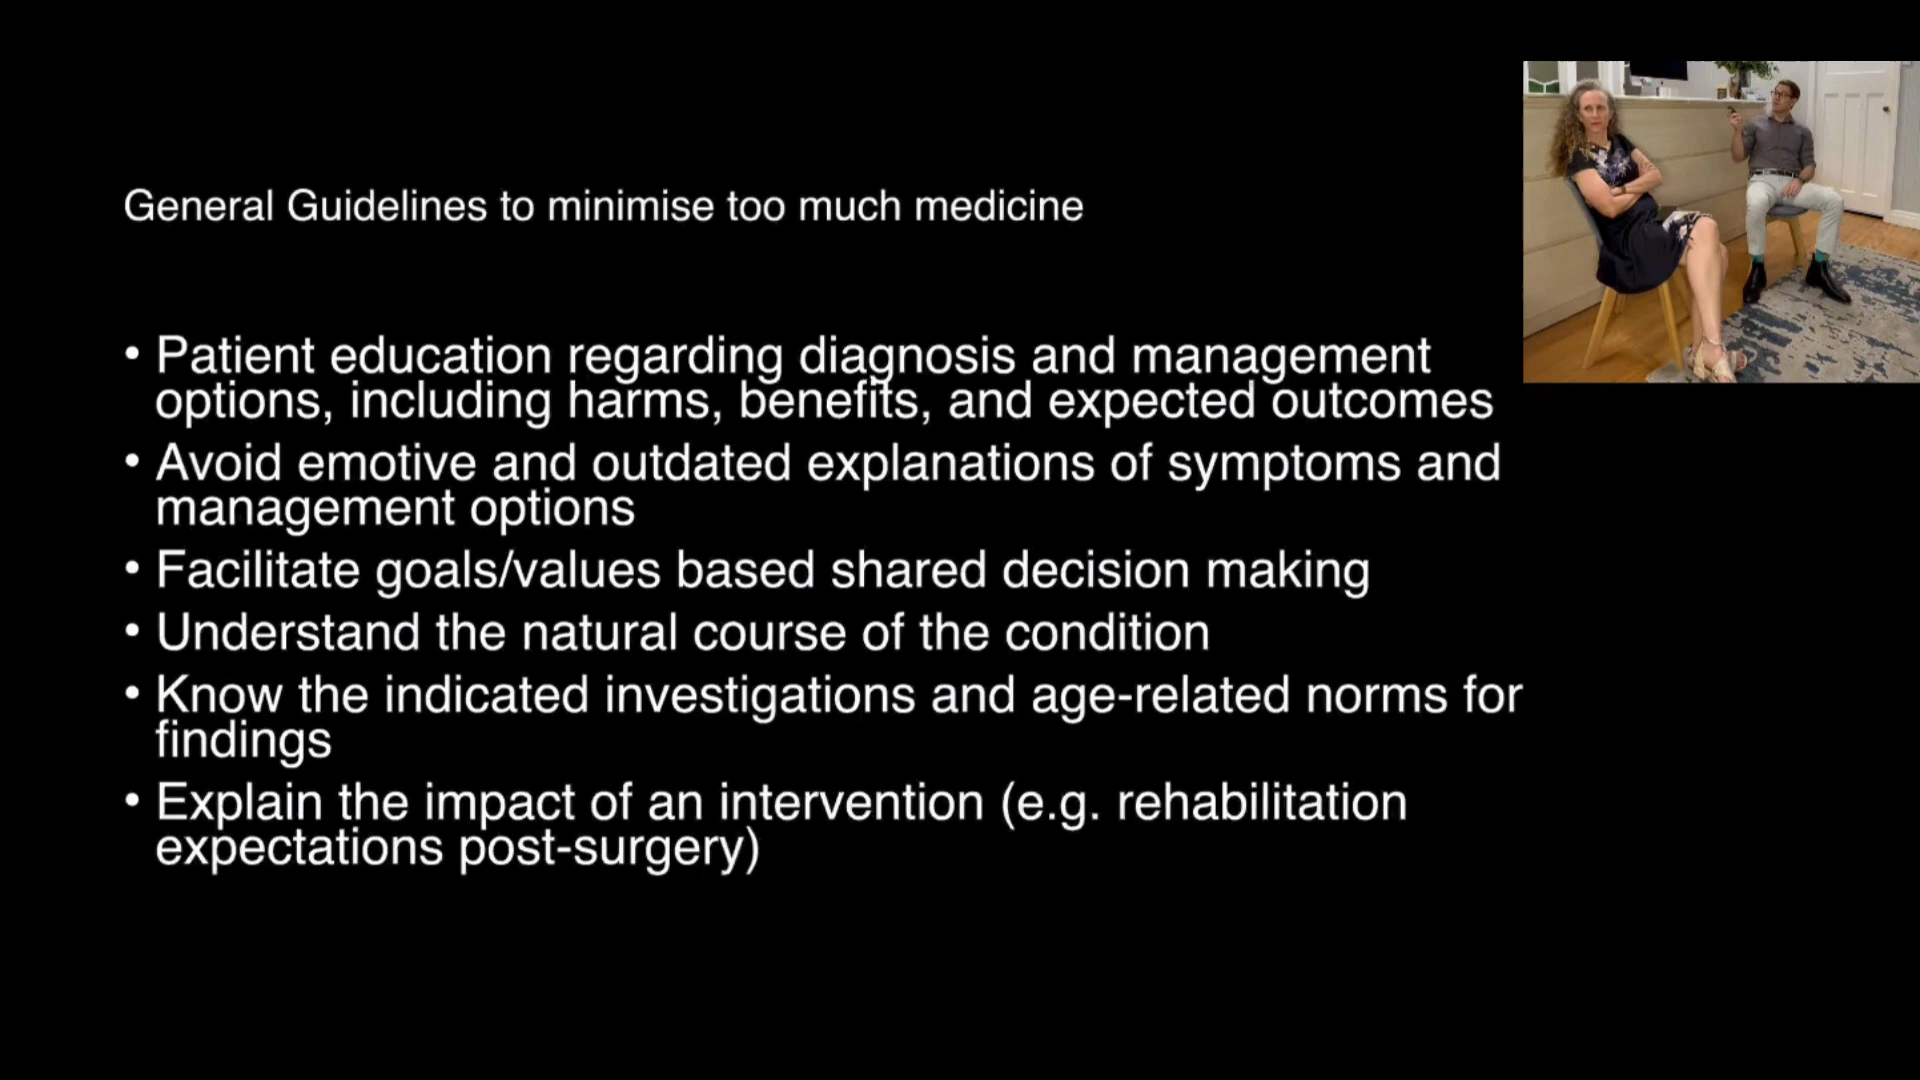 General Guidelines to minimise too much medicine
• Patient education regarding diagnosis and management
options, including harms, benefits, and expected outcomes
• Avoid emotive and outdated explanations of symptoms and
management options
• Facilitate goals/values based shared decision making
• Understand the natural course of the condition
• Know the indicated investigations and age-related norms for
findings
• Explain the impact of an intervention (e.g. rehabilitation
expectations post-surgery)